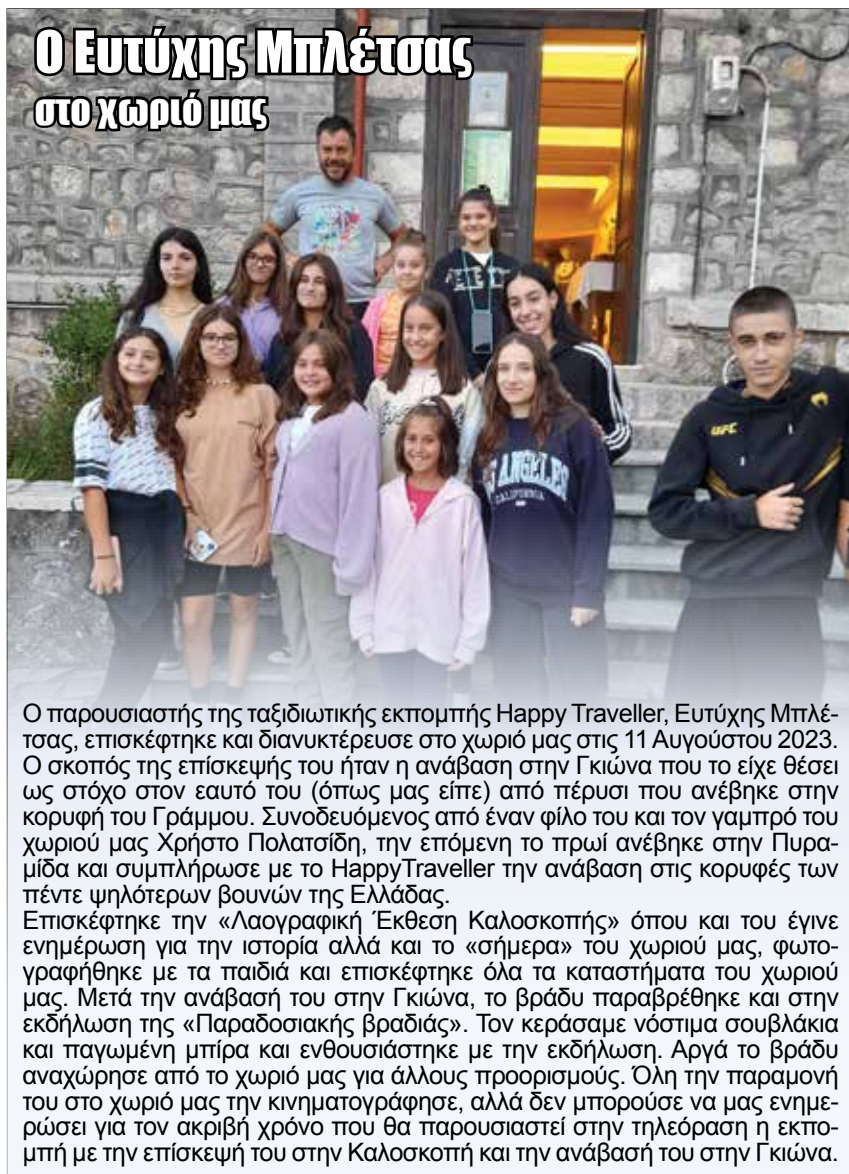 Ο Ευτύχης Μπλέτσας
στο χωριό μας
UFC
ANGELES
CALIFORNIA
Ο παρουσιαστής της ταξιδιωτικής εκπομπής Happy Traveller, Ευτύχης Μπλέ-
τσας, επισκέφτηκε και διανυκτέρευσε στο χωριό μας στις 11 Αυγούστου 2023.
Ο σκοπός της επίσκεψής του ήταν η ανάβαση στην Γκιώνα που το είχε θέσει
ως στόχο στον εαυτό του (όπως μας είπε) από πέρυσι που ανέβηκε στην
κορυφή του Γράμμου. Συνοδευόμενος από έναν φίλο του και τον γαμπρό του
χωριού μας Χρήστο Πολατσίδη, την επόμενη το πρωί ανέβηκε στην Πυρα-
μίδα και συμπλήρωσε με το HappyTraveller την ανάβαση στις κορυφές των
πέντε ψηλότερων βουνών της Ελλάδας.
Επισκέφτηκε την «Λαογραφική Έκθεση Καλοσκοπής» όπου και του έγινε
ενημέρωση για την ιστορία αλλά και το «σήμερα» του χωριού μας, φωτο-
γραφήθηκε με τα παιδιά και επισκέφτηκε όλα τα καταστήματα του χωριού
μας. Μετά την ανάβασή του στην Γκιώνα, το βράδυ παραβρέθηκε και στην
εκδήλωση της «Παραδοσιακής βραδιάς». Τον κεράσαμε νόστιμα σουβλάκια
και παγωμένη μπίρα και ενθουσιάστηκε με την εκδήλωση. Αργά το βράδυ
αναχώρησε από το χωριό μας για άλλους προορισμούς. Όλη την παραμονή
του στο χωριό μας την κινηματογράφησε, αλλά δεν μπορούσε να μας ενημε-
ρώσει για τον ακριβή χρόνο που θα παρουσιαστεί στην τηλεόραση η εκπο-
μπή με την επίσκεψή του στην Καλοσκοπή και την ανάβασή του στην Γκιώνα.